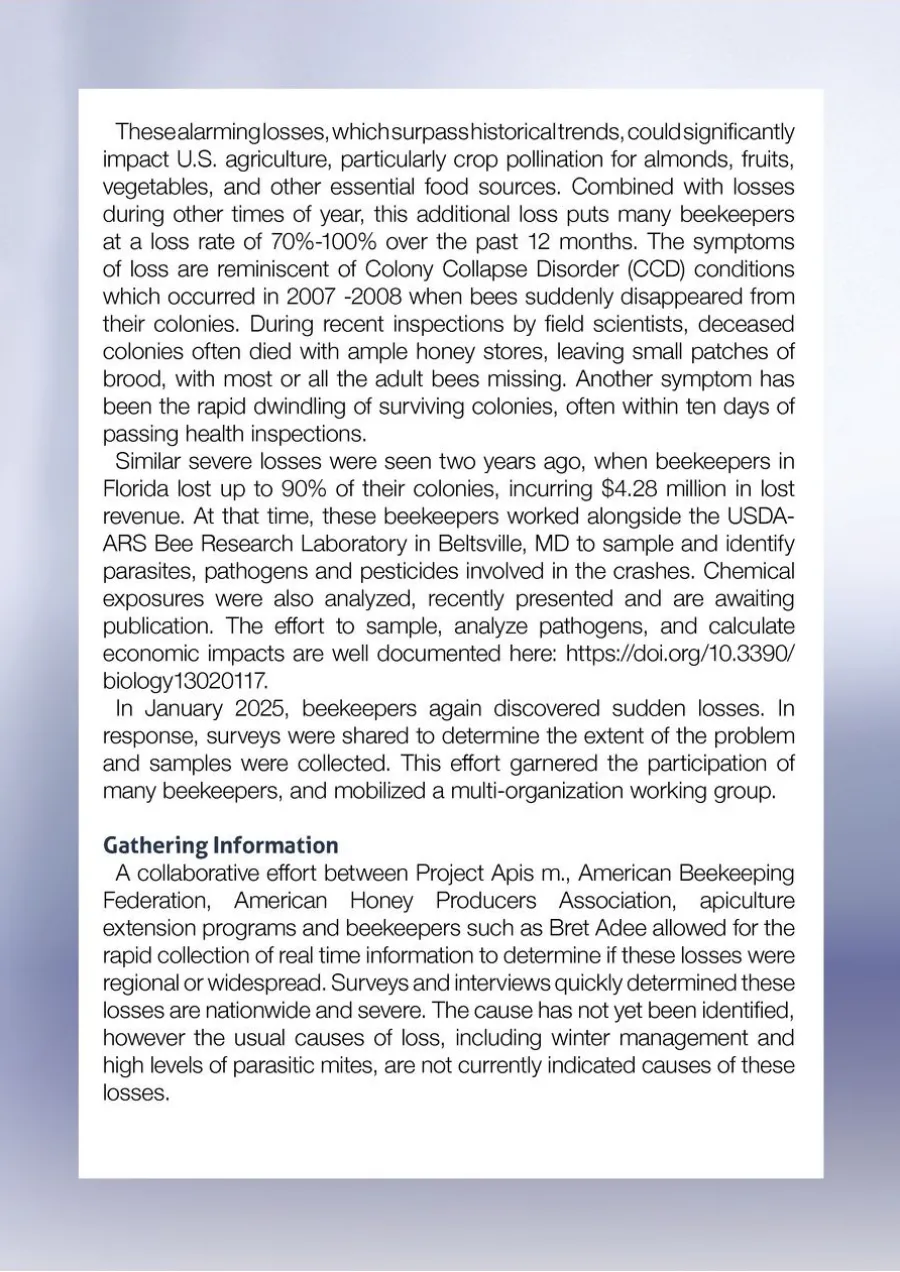 These alarming losses, which surpass historical trends, could significantly
impact U.S. agriculture, particularly crop pollination for almonds, fruits,
vegetables, and other essential food sources. Combined with losses
during other times of year, this additional loss puts many beekeepers
at a loss rate of 70%-100% over the past 12 months. The symptoms
of loss are reminiscent of Colony Collapse Disorder (CCD) conditions
which occurred in 2007 -2008 when bees suddenly disappeared from
their colonies. During recent inspections by field scientists, deceased
colonies often died with ample honey stores, leaving small patches of
brood, with most or all the adult bees missing. Another symptom has
been the rapid dwindling of surviving colonies, often within ten days of
passing health inspections.
Similar severe losses were seen two years ago, when beekeepers in
Florida lost up to 90% of their colonies, incurring $4.28 million in lost
revenue. At that time, these beekeepers worked alongside the USDA-
ARS Bee Research Laboratory in Beltsville, MD to sample and identify
parasites, pathogens and pesticides involved in the crashes. Chemical
exposures were also analyzed, recently presented and are awaiting
publication. The effort to sample, analyze pathogens, and calculate
economic impacts are well documented here: https://doi.org/10.3390/
biology13020117.
In January 2025, beekeepers again discovered sudden losses. In
response, surveys were shared to determine the extent of the problem
and samples were collected. This effort garnered the participation of
many beekeepers, and mobilized a multi-organization working group.
Gathering Information
A collaborative effort between Project Apis m., American Beekeeping
Federation, American Honey Producers Association, apiculture
extension programs and beekeepers such as Bret Adee allowed for the
rapid collection of real time information to determine if these losses were
regional or widespread. Surveys and interviews quickly determined these
losses are nationwide and severe. The cause has not yet been identified,
however the usual causes of loss, including winter management and
high levels of parasitic mites, are not currently indicated causes of these
losses.